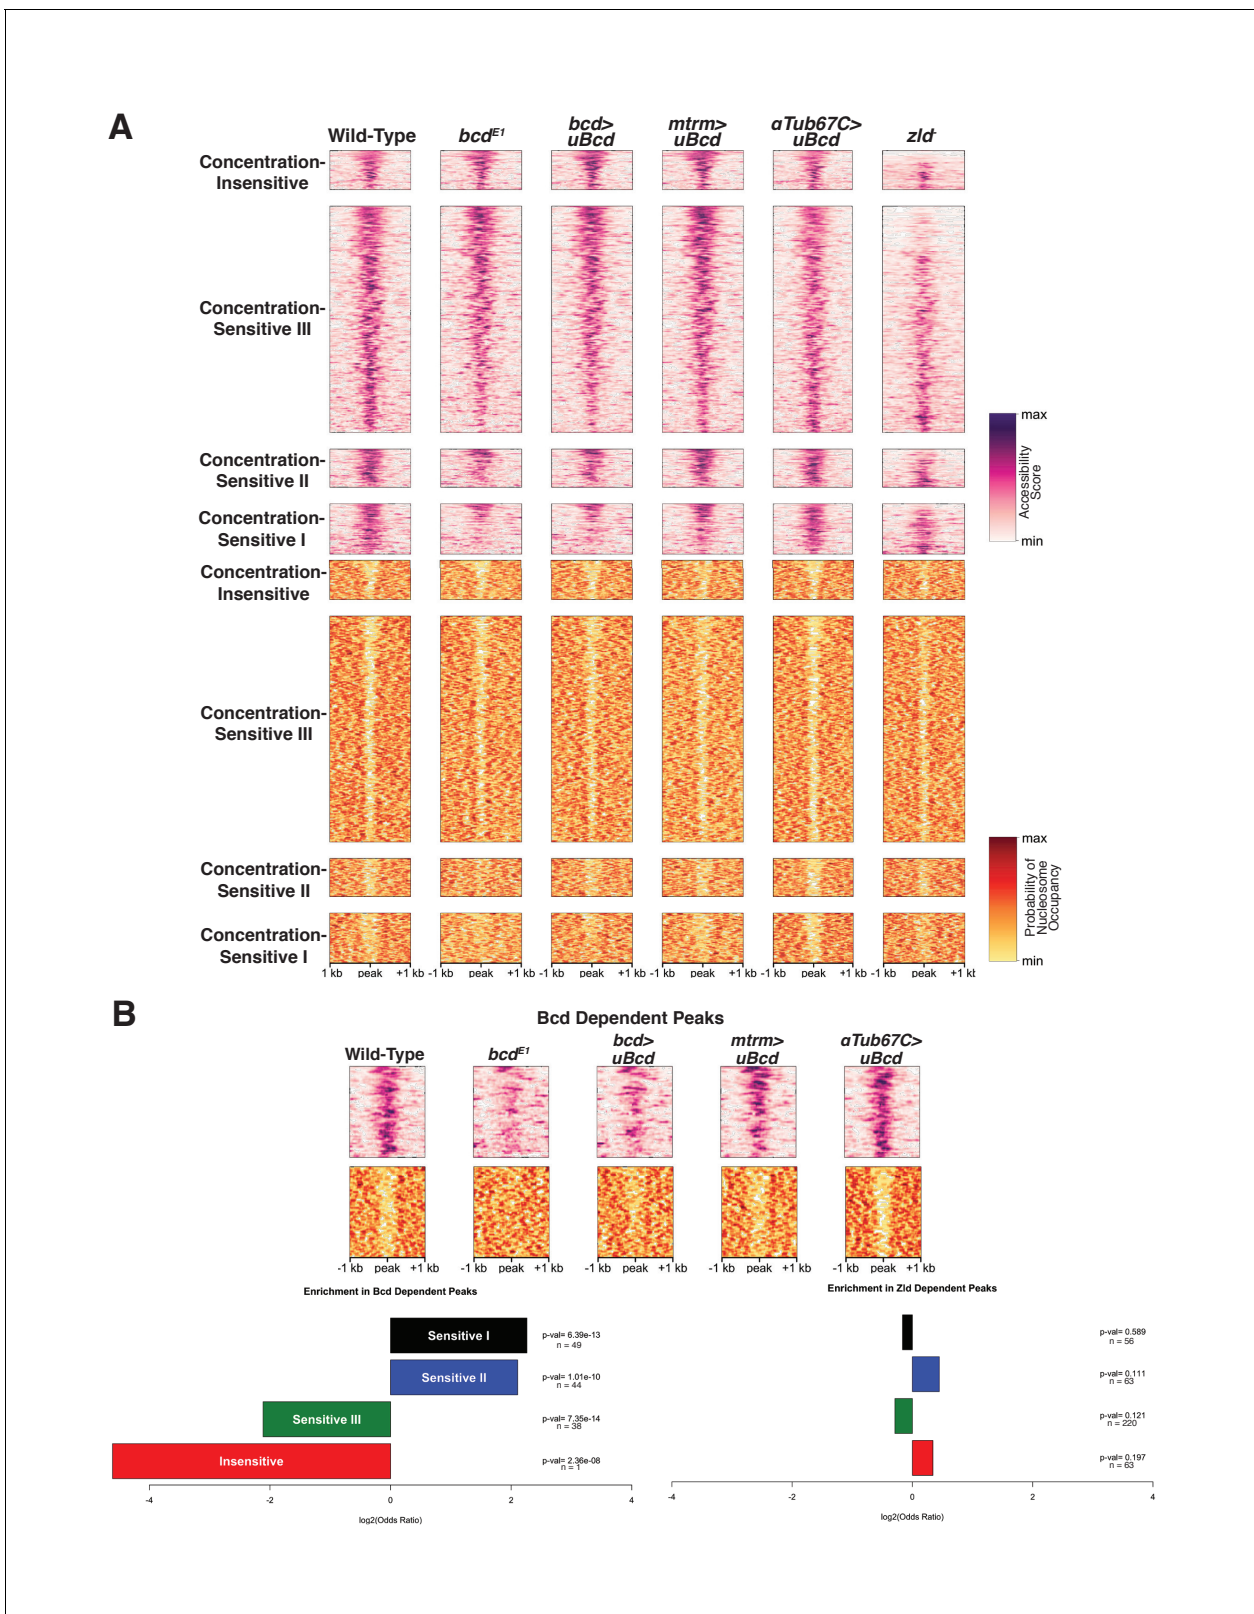 A
Wild-Type
bcdE1
bcd>
uBcd
mtrm>
uBcd
αTub67C>
uBcd
zld-
Concentration-
Insensitive
Concentration-
Sensitive III
Concentration-
Sensitive II
Concentration-
Sensitive I
max
Accessibility
Score
min
Concentration-
Insensitive
Concentration-
Sensitive III
Concentration-
Sensitive II
Concentration-
Sensitive I
max
Probability of
Nucleosome
Occupancy
min
1 kb peak +1 kb
-1 kb peak +1 kb
-1 kb peak +1 kb
-1 kb peak +1 kb
-1 kb peak +1 kb
-1 kb peak +1 kt
B
Bcd Dependent Peaks
Wild-Type
bcdE1
bcd>
uBcd
mtrm>
uBcd
αTub67C>
uBcd
-1 kb peak +1 kb
-1 kb peak +1 kb
-1 kb peak +1 kb
-1 kb peak +1 kb
-1 kb peak +1 kb
Enrichment in Bcd Dependent Peaks
Sensitive I
p-val= 6.39e-13
n = 49
Sensitive II
p-val= 1.01e-10
n = 44
Sensitive III
p-val= 7.35e-14
n = 38
Insensitive
p-val= 2.36e-08
n = 1
-4 -2 0 2 4
log2(Odds Ratio)
Enrichment in Zld Dependent Peaks
p-val= 0.589
n = 56
p-val= 0.111
n = 63
p-val= 0.121
n = 220
p-val= 0.197
n = 63
-4 -2 0 2 4
log2(Odds Ratio)